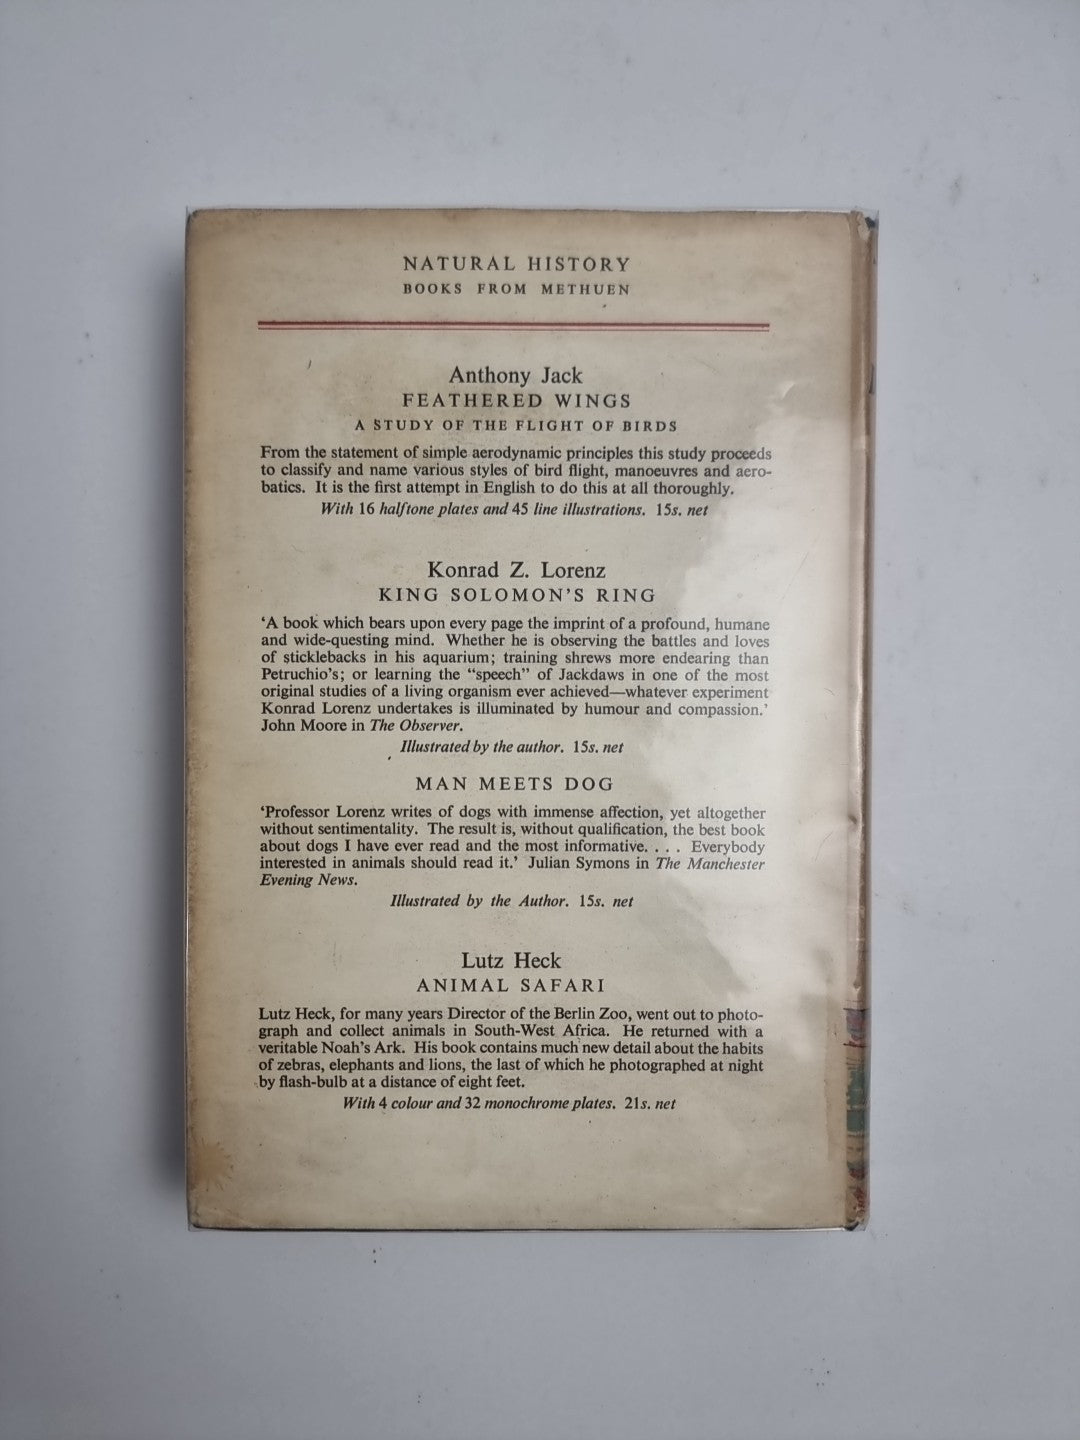 NATURAL HISTORY
BOOKS FROM METHUEN
Anthony Jack
FEATHERED WINGS
A STUDY OF THE FLIGHT OF BIRDS
From the statement of simple aerodynamic principles this study proceeds
to classify and name various styles of bird flight, manoeuvres and aero-
batics. It is the first attempt in English to do this at all thoroughly.
With 16 halftone plates and 45 line illustrations. 15s. net
Konrad Z. Lorenz
KING SOLOMON'S RING
‘A book which bears upon every page the imprint of a profound, humane
and wide-questing mind. Whether he is observing the battles and loves
of sticklebacks in his aquarium; training shrews more endearing than
Petruchio's; or learning the “speech” of Jackdaws in one of the most
original studies of a living organism ever achieved—whatever experiment
Konrad Lorenz undertakes is illuminated by humour and compassion.’
John Moore in The Observer.
Illustrated by the author. 15s. net
MAN MEETS DOG
‘Professor Lorenz writes of dogs with immense affection, yet altogether
without sentimentality. The result is, without qualification, the best book
about dogs I have ever read and the most informative. . . . Everybody
interested in animals should read it.’ Julian Symons in The Manchester
Evening News.
Illustrated by the Author. 15s. net
Lutz Heck
ANIMAL SAFARI
Lutz Heck, for many years Director of the Berlin Zoo, went out to photo-
graph and collect animals in South-West Africa. He returned with a
veritable Noah's Ark. His book contains much new detail about the habits
of zebras, elephants and lions, the last of which he photographed at night
by flash-bulb at a distance of eight feet.
With 4 colour and 32 monochrome plates. 21s. net